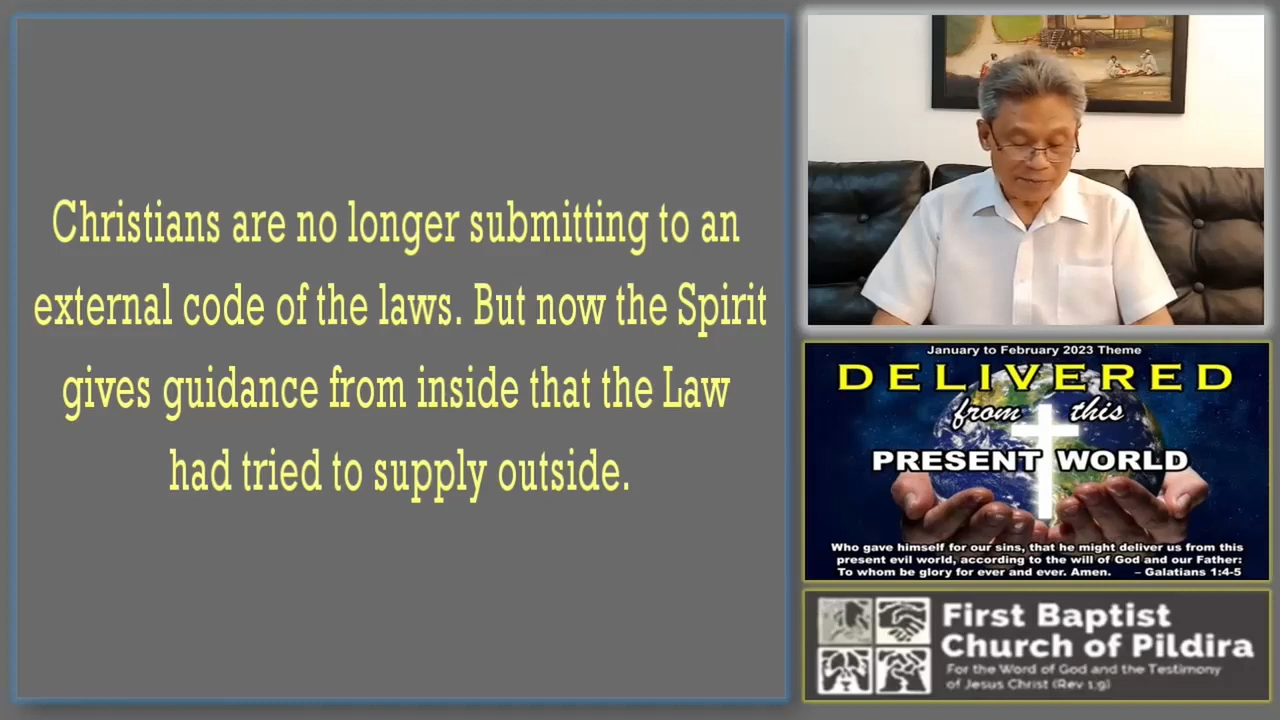 Christians are no longer submitting to an
external code of the laws. But now the Spirit
gives guidance from inside that the Law
had tried to supply outside.
January to February 2023 Theme
DELIVERED
from this
PRESENT WORLD
Who gave himself for our sins, that he might deliver us from this
present evil world, according to the will of God and our Father:
To whom be glory for ever and ever. Amen. – Galatians 1:4-5
First Baptist
Church of Pildira
For the Word of God and the Testimony
of Jesus Christ (Rev 1:9)